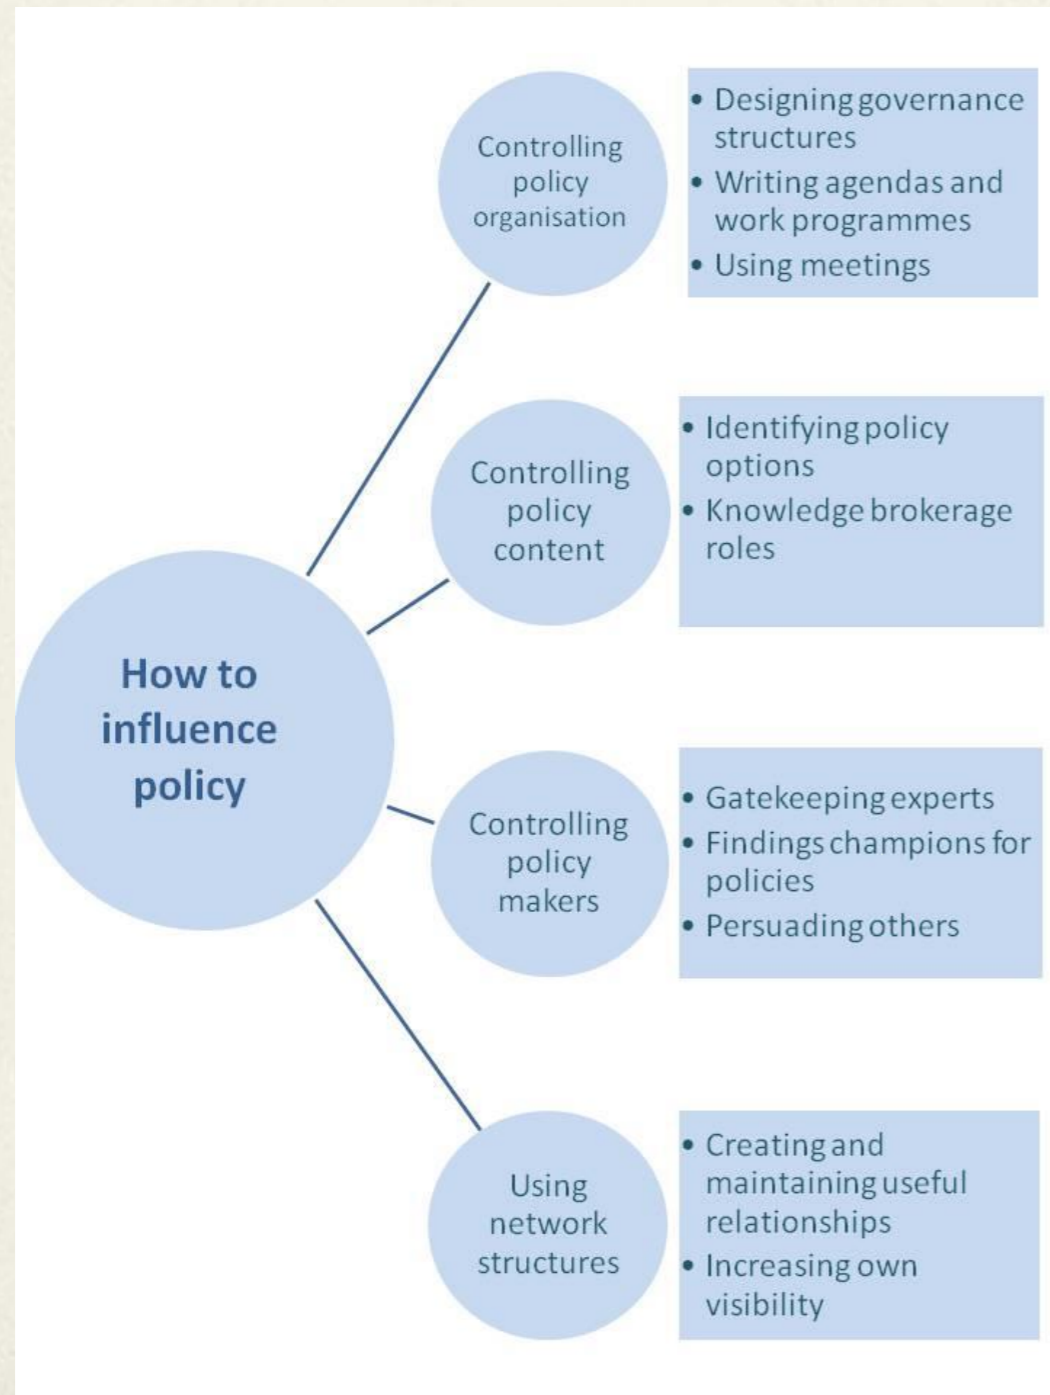 Controlling
policy
organisation
• Designing governance
structures
• Writing agendas and
work programmes
• Using meetings
Controlling
policy
content
• Identifying policy
options
• Knowledge brokerage
roles
How to
influence
policy
Controlling
policy
makers
• Gatekeeping experts
• Findings champions for
policies
• Persuading others
Using
network
structures
• Creating and
maintaining useful
relationships
• Increasing own
visibility